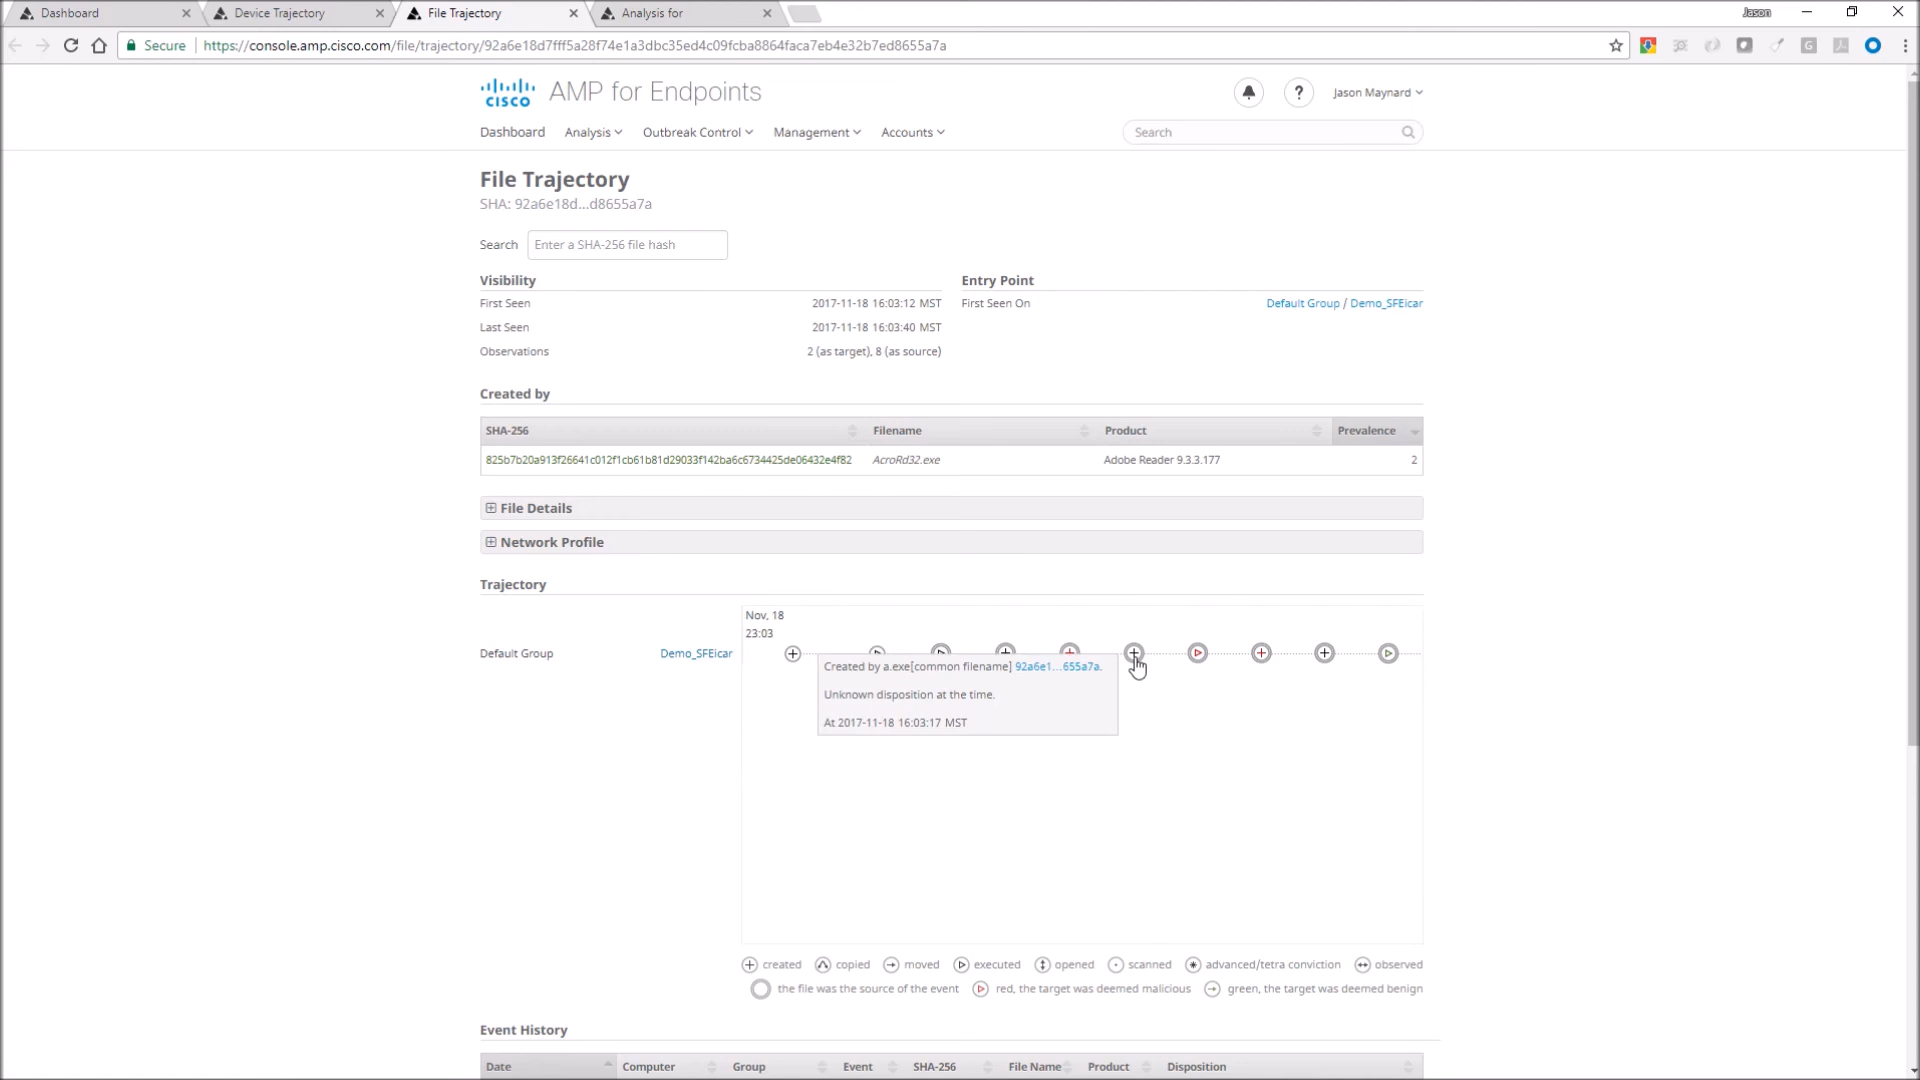 Dashboard
Device Trajectory
File Trajectory
Analysis for
Jason
Secure
https://console.amp.cisco.com/file/trajectory/92a6e18d7fff5a28f74e1a3dbc35ed4c09fcba8864faca7eb4e32b7ed8655a7a
CISCO AMP for Endpoints
? Jason Maynard
Dashboard Analysis Outbreak Control Management Accounts Search
File Trajectory
SHA: 92a6e18d...d8655a7a
Search Enter a SHA-256 file hash
Visibility Entry Point
First Seen 2017-11-18 16:03:12 MST First Seen On Default Group / Demo_SFEicar
Last Seen 2017-11-18 16:03:40 MST
Observations 2 (as target), 8 (as source)
Created by
SHA-256 Filename Product Prevalence
825b7b20a913f26641c012f1cb61b81d29033f142ba6c6734425de06432e4f82 AcroRd32.exe Adobe Reader 9.3.3.177 2
File Details
Network Profile
Trajectory
Nov, 18
23:03
Default Group Demo_SFEicar
Created by a.exe[common filename] 92a6e1...655a7a.
Unknown disposition at the time.
At 2017-11-18 16:03:17 MST
created copied moved executed opened scanned advanced/tetra conviction observed
the file was the source of the event red, the target was deemed malicious green, the target was deemed benign
Event History
Date Computer Group Event SHA-256 File Name Product Disposition